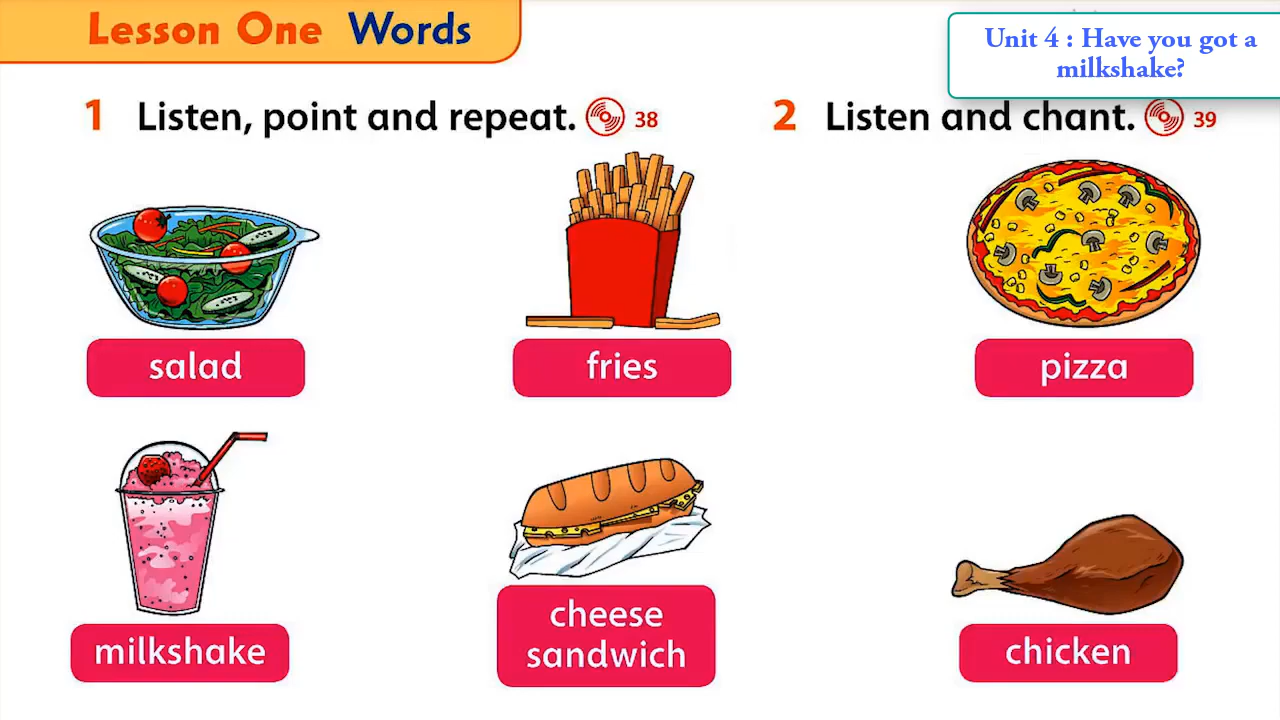 Lesson One Words
Unit 4 : Have you got a
milkshake?
1 Listen, point and repeat. 38
2 Listen and chant. 39
salad
fries
pizza
milkshake
cheese
sandwich
chicken